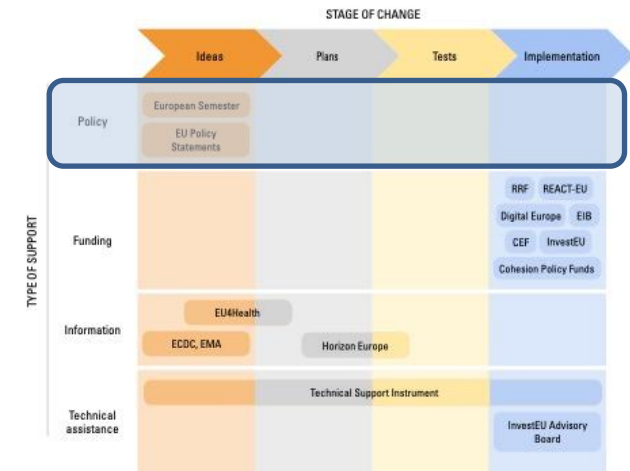 STAGE OF CHANGE
Ideas
Plans
Tests
Implementation
TYPE OF SUPPORT
Policy
European Semester
EU Policy
Statements
Funding
RRF
REACT-EU
Digital Europe
EIB
CEF
InvestEU
Cohesion Policy Funds
Information
EU4Health
ECDC, EMA
Horizon Europe
Technical
assistance
Technical Support Instrument
InvestEU Advisory
Board